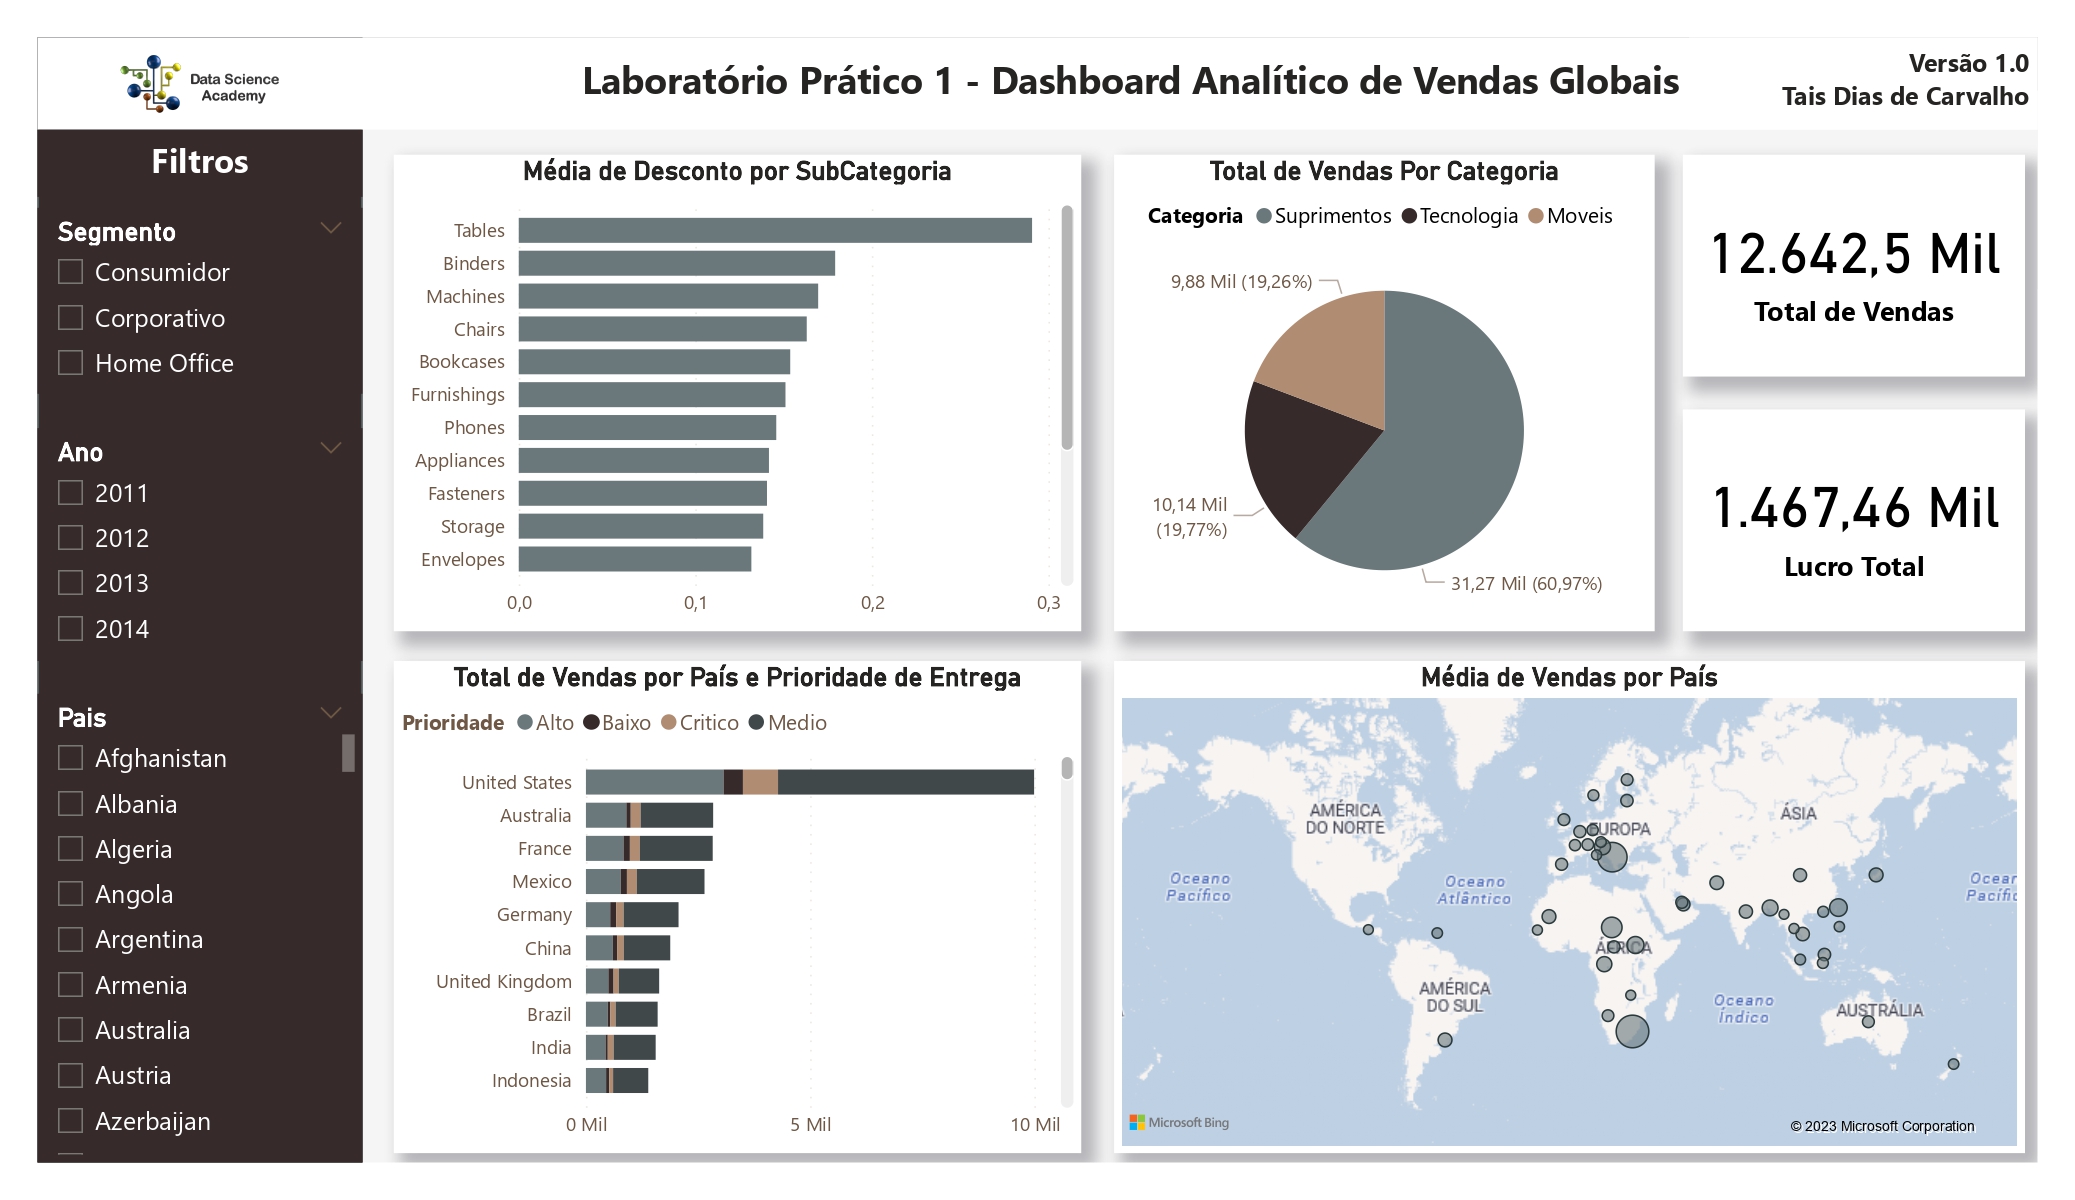 Data Science
Academy
Laboratório Prático 1 - Dashboard Analítico de Vendas Globais
Versão 1.0
Tais Dias de Carvalho
Filtros
Segmento
Consumidor
Corporativo
Home Office
Ano
2011
2012
2013
2014
Pais
Afghanistan
Albania
Algeria
Angola
Argentina
Armenia
Australia
Austria
Azerbaijan
Média de Desconto por SubCategoria
Tables
Binders
Machines
Chairs
Bookcases
Furnishings
Phones
Appliances
Fasteners
Storage
Envelopes
0,0 0,1 0,2 0,3
Total de Vendas Por Categoria
Categoria Suprimentos Tecnologia Moveis
9,88 Mil (19,26%)
10,14 Mil
(19,77%)
31,27 Mil (60,97%)
12.642,5 Mil
Total de Vendas
1.467,46 Mil
Lucro Total
Total de Vendas por País e Prioridade de Entrega
Prioridade Alto Baixo Critico Medio
United States
Australia
France
Mexico
Germany
China
United Kingdom
Brazil
India
Indonesia
0 Mil 5 Mil 10 Mil
Média de Vendas por País
AMÉRICA
DO NORTE
EUROPA
ÁSIA
Oceano
Pacífico
Oceano
Atlântico
Ocean
Pacífic
ÁFRICA
AMÉRICA
DO SUL
Oceano
Índico
AUSTRÁLIA
Microsoft Bing
© 2023 Microsoft Corporation